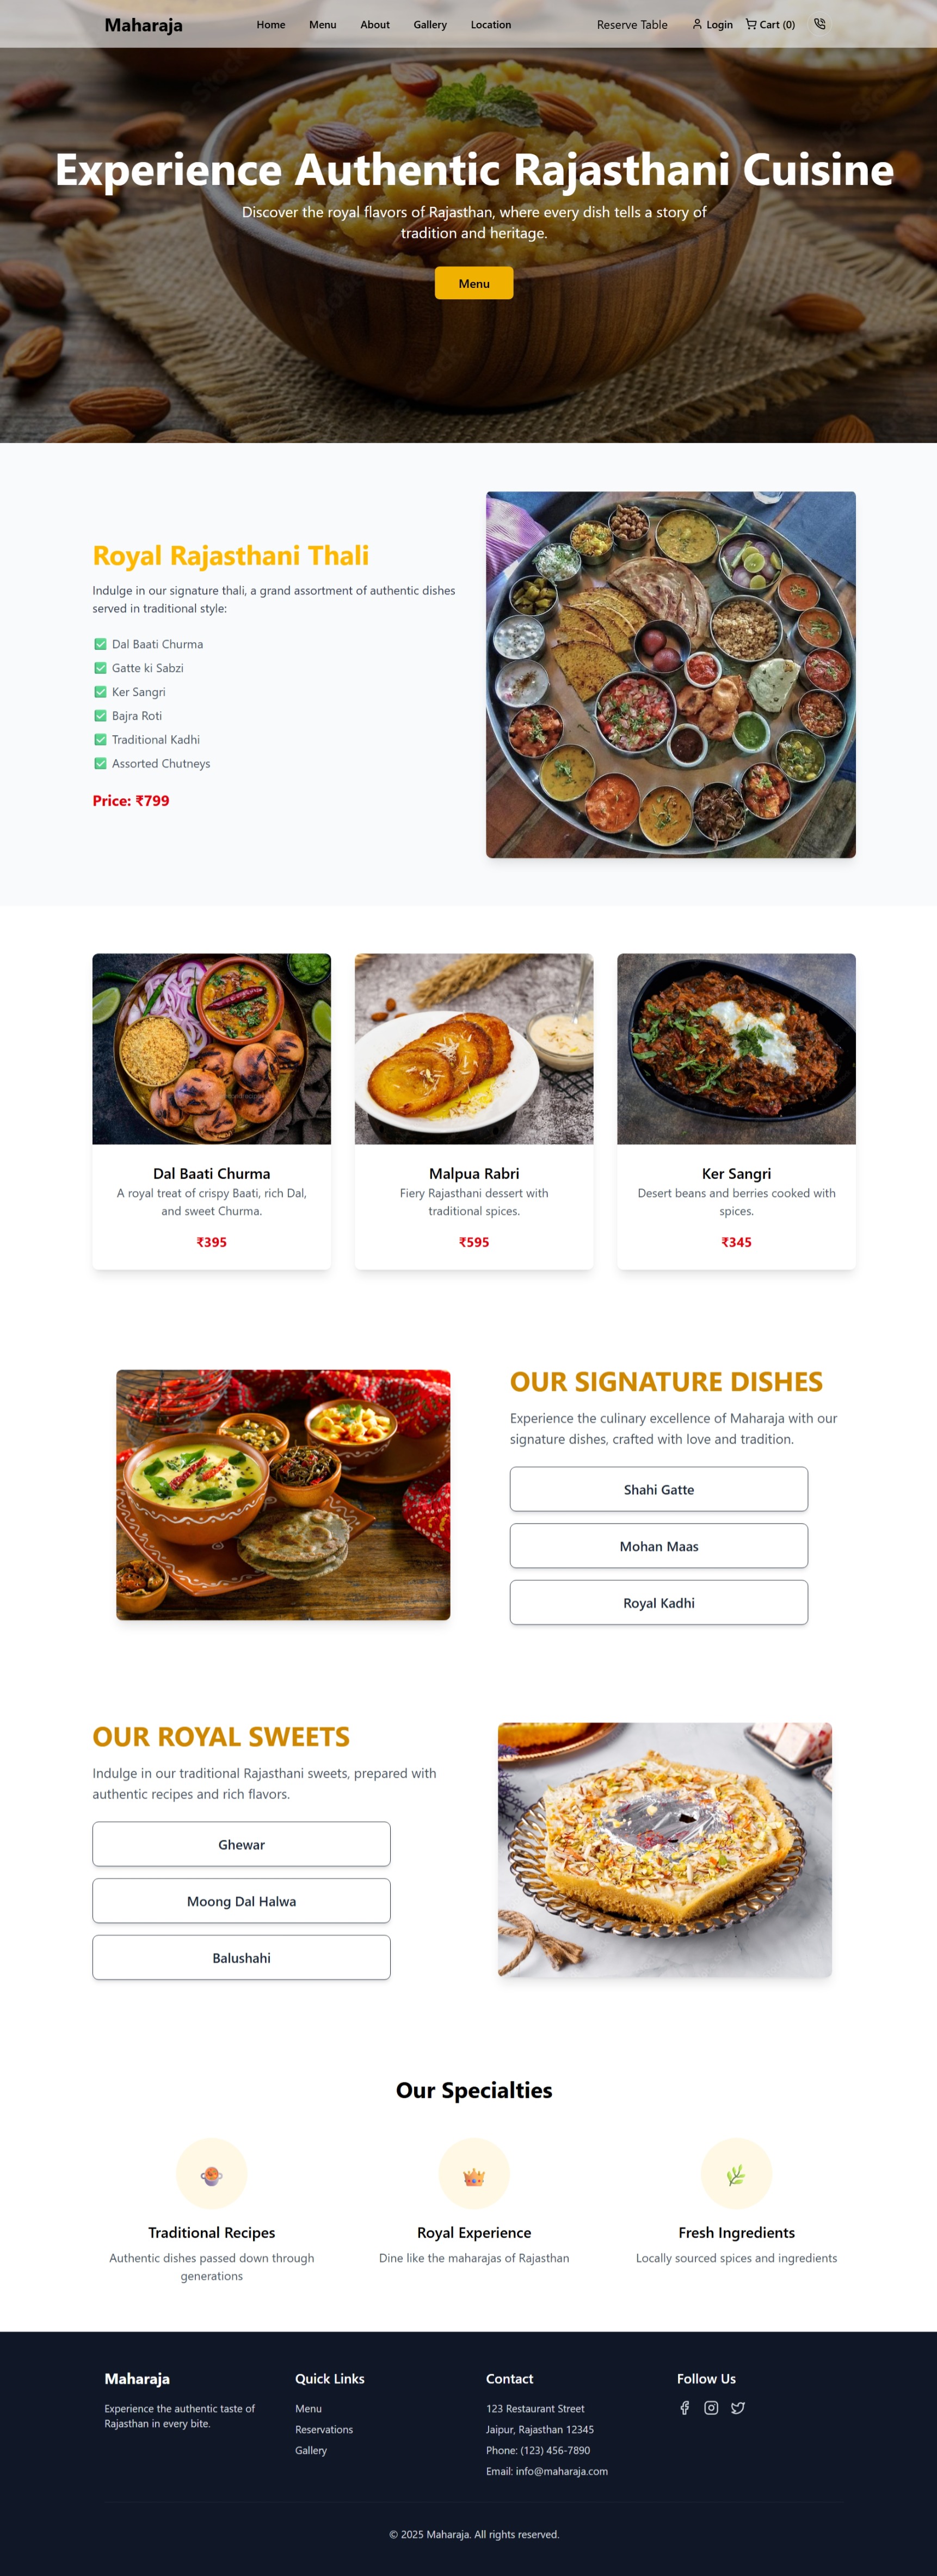 Maharaja
Home
Menu
About
Gallery
Location
Reserve Table
Login
Cart (0)
Experience Authentic Rajasthani Cuisine
Discover the royal flavors of Rajasthan, where every dish tells a story of
tradition and heritage.
Menu
Royal Rajasthani Thali
Indulge in our signature thali, a grand assortment of authentic dishes
served in traditional style:
✅ Dal Baati Churma
✅ Gatte ki Sabzi
✅ Ker Sangri
✅ Bajra Roti
✅ Traditional Kadhi
✅ Assorted Chutneys
Price: ₹799
Dal Baati Churma
A royal treat of crispy Baati, rich Dal,
and sweet Churma.
₹395
Malpua Rabri
Fiery Rajasthani dessert with
traditional spices.
₹595
Ker Sangri
Desert beans and berries cooked with
spices.
₹345
OUR SIGNATURE DISHES
Experience the culinary excellence of Maharaja with our
signature dishes, crafted with love and tradition.
Shahi Gatte
Mohan Maas
Royal Kadhi
OUR ROYAL SWEETS
Indulge in our traditional Rajasthani sweets, prepared with
authentic recipes and rich flavors.
Ghewar
Moong Dal Halwa
Balushahi
Our Specialties
Traditional Recipes
Authentic dishes passed down through
generations
Royal Experience
Dine like the maharajas of Rajasthan
Fresh Ingredients
Locally sourced spices and ingredients
Maharaja
Experience the authentic taste of
Rajasthan in every bite.
Quick Links
Menu
Reservations
Gallery
Contact
123 Restaurant Street
Jaipur, Rajasthan 12345
Phone: (123) 456-7890
Email: info@maharaja.com
Follow Us
© 2025 Maharaja. All rights reserved.